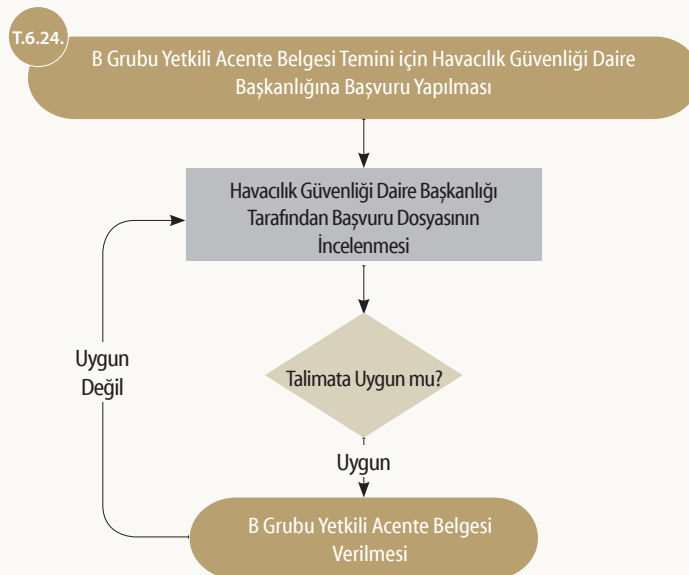 T.6.24.
B Grubu Yetkili Acente Belgesi Temini için Havacılık Güvenliği Daire
Başkanlığına Başvuru Yapılması
Havacılık Güvenliği Daire Başkanlığı
Tarafından Başvuru Dosyasının
İncelenmesi
Talimata Uygun mu?
Uygun
Değil
Uygun
B Grubu Yetkili Acente Belgesi
Verilmesi